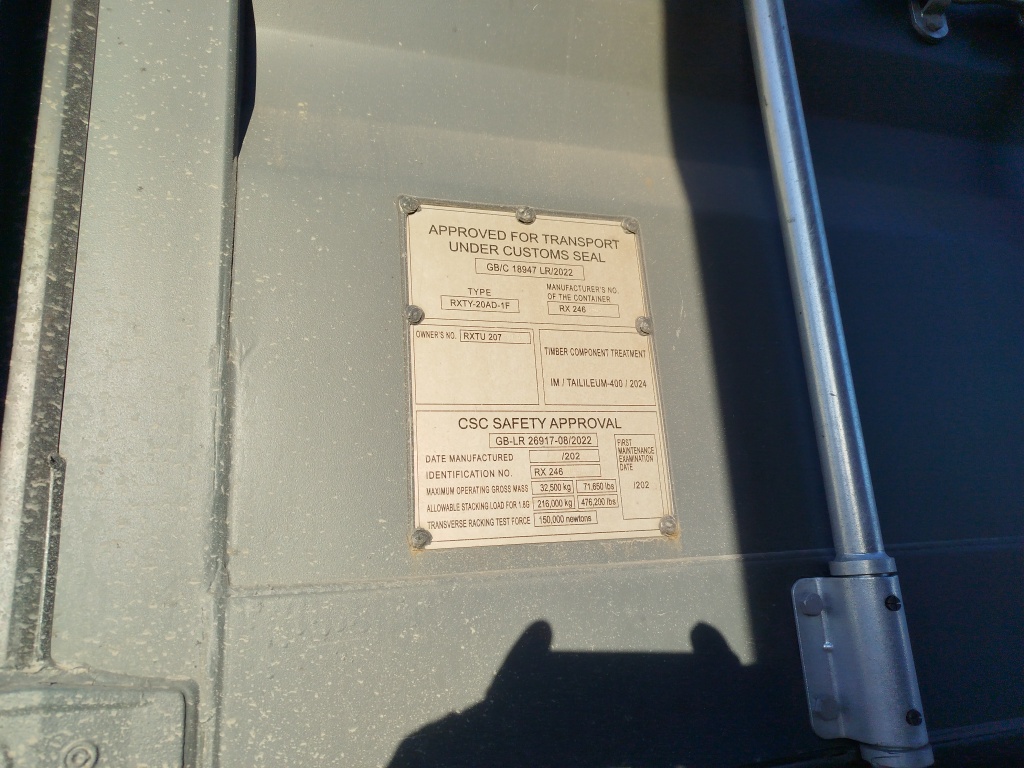 APPROVED FOR TRANSPORT
UNDER CUSTOMS SEAL
GB/C 18947 LR/2022
TYPE
RXTY-20AD-1F
MANUFACTURER'S NO.
OF THE CONTAINER
RX 246
OWNER'S NO. RXTU 207
TIMBER COMPONENT TREATMENT
IM / TAILILEUM-400 / 2024
CSC SAFETY APPROVAL
GB-LR 26917-08/2022
DATE MANUFACTURED /202
IDENTIFICATION NO. RX 246
MAXIMUM OPERATING GROSS MASS 32,500 kg 71,650 lbs
ALLOWABLE STACKING LOAD FOR 1.8G 216,000 kg 476,200 lbs
TRANSVERSE RACKING TEST FORCE 150,000 newtons
FIRST
MAINTENANCE
EXAMINATION
DATE
/202